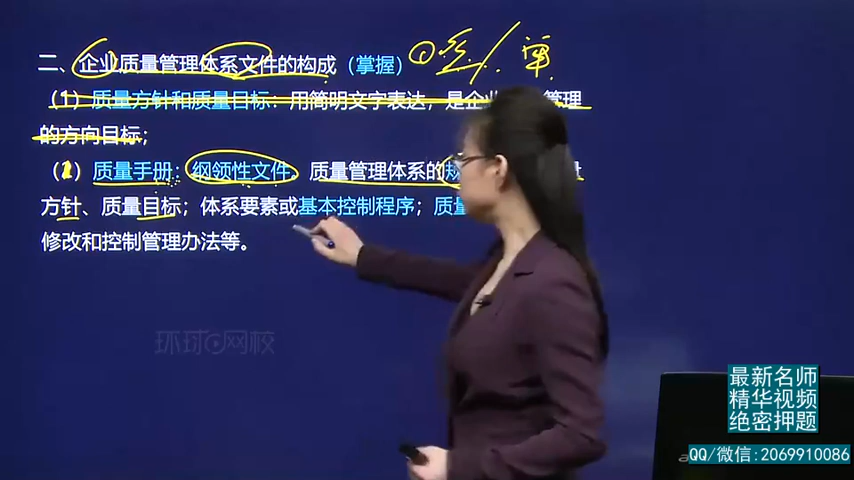 二、企业质量管理体系文件的构成（掌握）
（1）质量方针和质量目标：用简明文字表达，是企业 管理
的方向目标；
（1）质量手册：纲领性文件，质量管理体系的规
方针、质量目标；体系要素或基本控制程序；质
修改和控制管理办法等。
环球网校
最新名师
精华视频
绝密押题
QQ/微信:2069910086